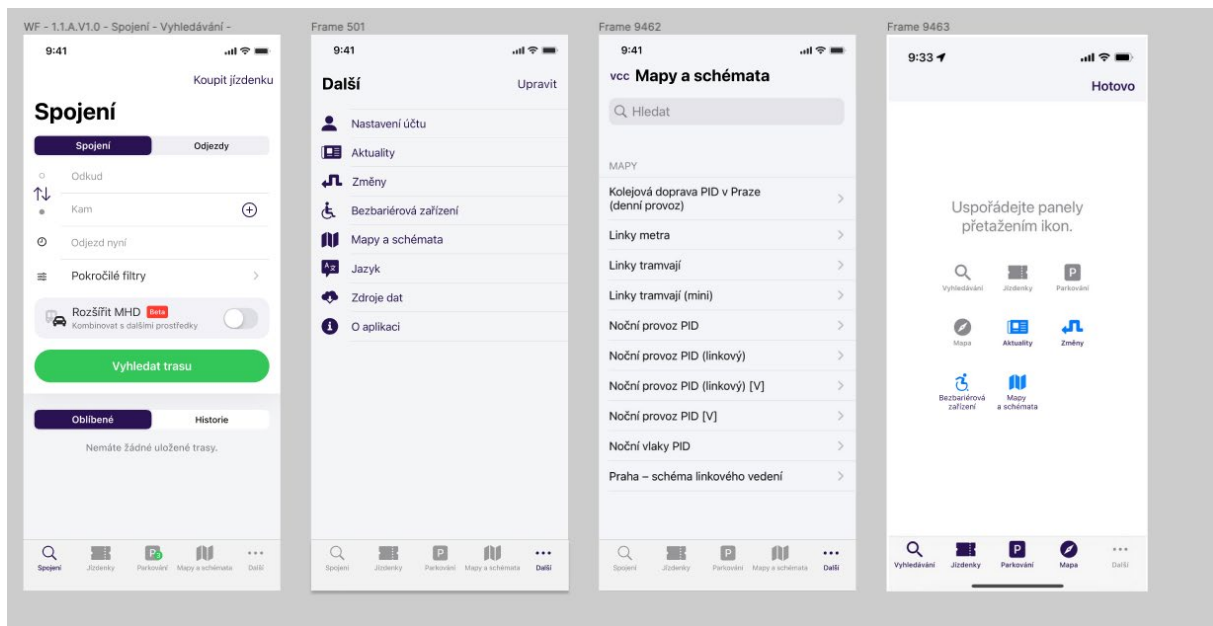 WF - 1.1.A.V1.0 - Spojení - Vyhledávání -
9:41
Koupit jízdenku
Spojení
Spojení
Odjezdy
Odkud
Kam
Odjezd nyní
Pokročilé filtry
Rozšířit MHD Beta
Kombinovat s dalšími prostředky
Vyhledat trasu
Oblíbené
Historie
Nemáte žádné uložené trasy.
Spojení
Jízdenky
Parkování
Mapy a schémata
Další
Frame 501
9:41
Další
Upravit
Nastavení účtu
Aktuality
Změny
Bezbariérová zařízení
Mapy a schémata
Jazyk
Zdroje dat
O aplikaci
Spojení
Jízdenky
P
Parkování
Mapy a schémata
Další
Frame 9462
9:41
vcc Mapy a schémata
Hledat
MAPY
Kolejová doprava PID v Praze
(denní provoz)
Linky metra
Linky tramvají
Linky tramvají (mini)
Noční provoz PID
Noční provoz PID (linkový)
Noční provoz PID (linkový) [V]
Noční provoz PID [V]
Noční vlaky PID
Praha – schéma linkového vedení
Spojení
Jízdenky
P
Parkování
Mapy a schémata
Další
Frame 9463
9:33
Hotovo
Uspořádejte panely
přetažením ikon.
Vyhledávání
Jízdenky
P
Parkování
Mapa
Aktuality
Změny
Bezbariérová
zařízení
Mapy
a schémata
Vyhledávání
Jízdenky
P
Parkování
Mapa
Další